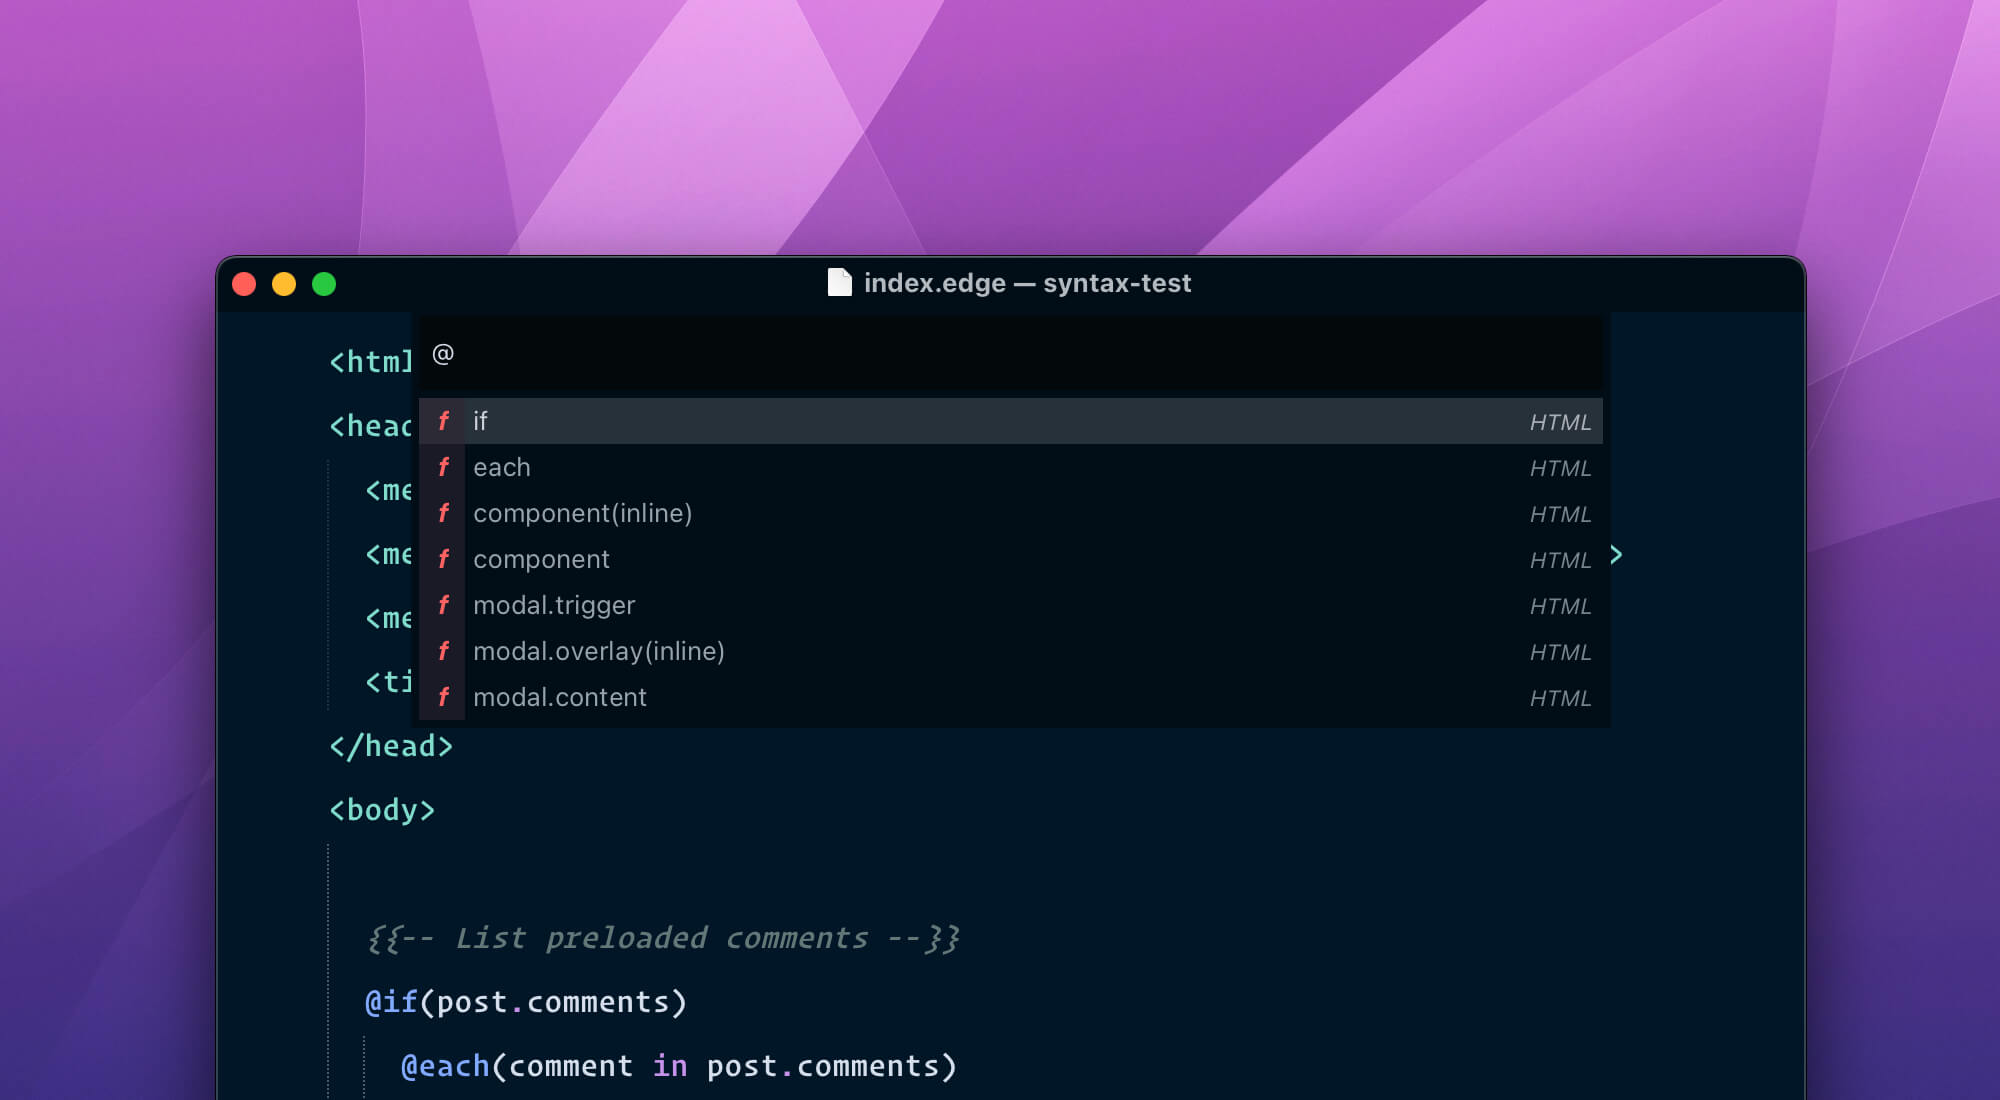 index.edge — syntax-test
@
f if HTML
f each HTML
f component(inline) HTML
f component HTML
f modal.trigger HTML
f modal.overlay(inline) HTML
f modal.content HTML
<html
<head
<me
<me >
<me
<ti
</head>
<body>
{{-- List preloaded comments --}}
@if(post.comments)
@each(comment in post.comments)